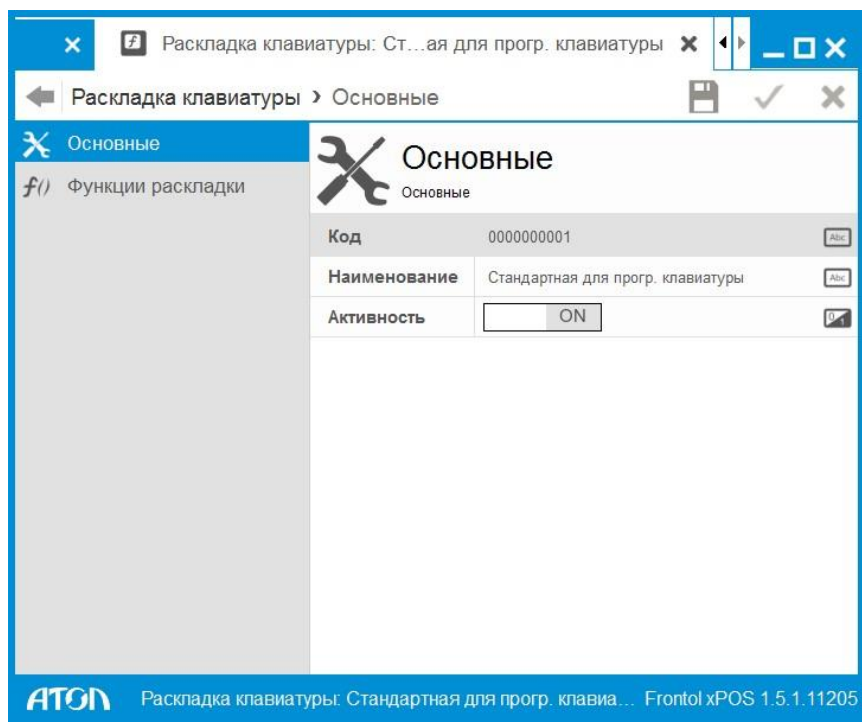 Раскладка клавиатуры: Ст...ая для прогр. клавиатуры
Раскладка клавиатуры › Основные
Основные
f() Функции раскладки
Основные
Основные
Код 0000000001 Abc
Наименование Стандартная для прогр. клавиатуры Abc
Активность ON 0 1
АТОЛ Раскладка клавиатуры: Стандартная для прогр. клавиа... Frontol xPOS 1.5.1.11205